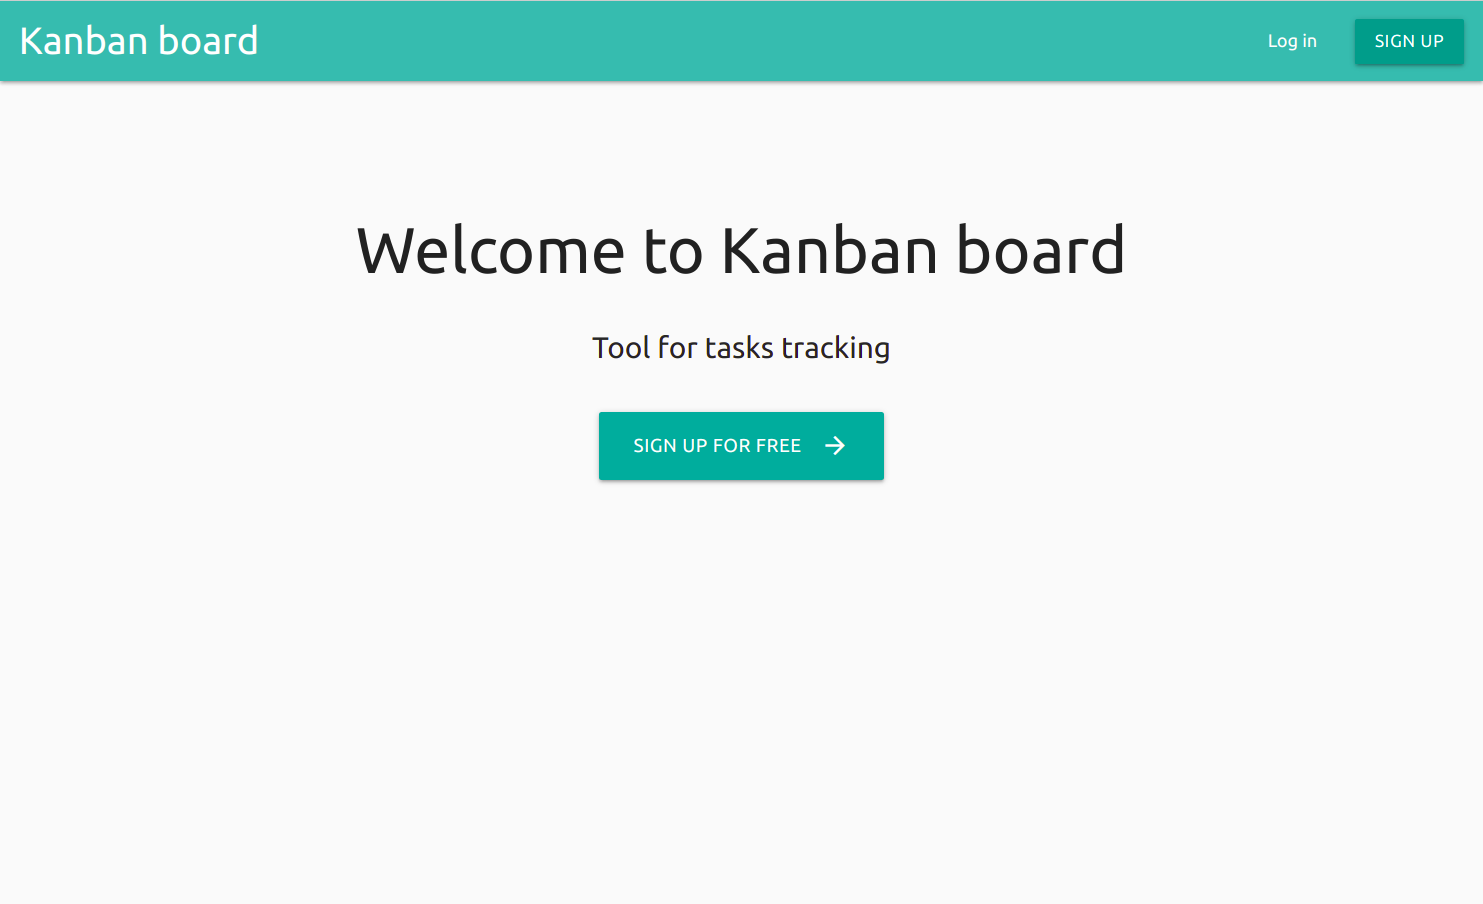 Kanban board
Log in
SIGN UP
Welcome to Kanban board
Tool for tasks tracking
SIGN UP FOR FREE